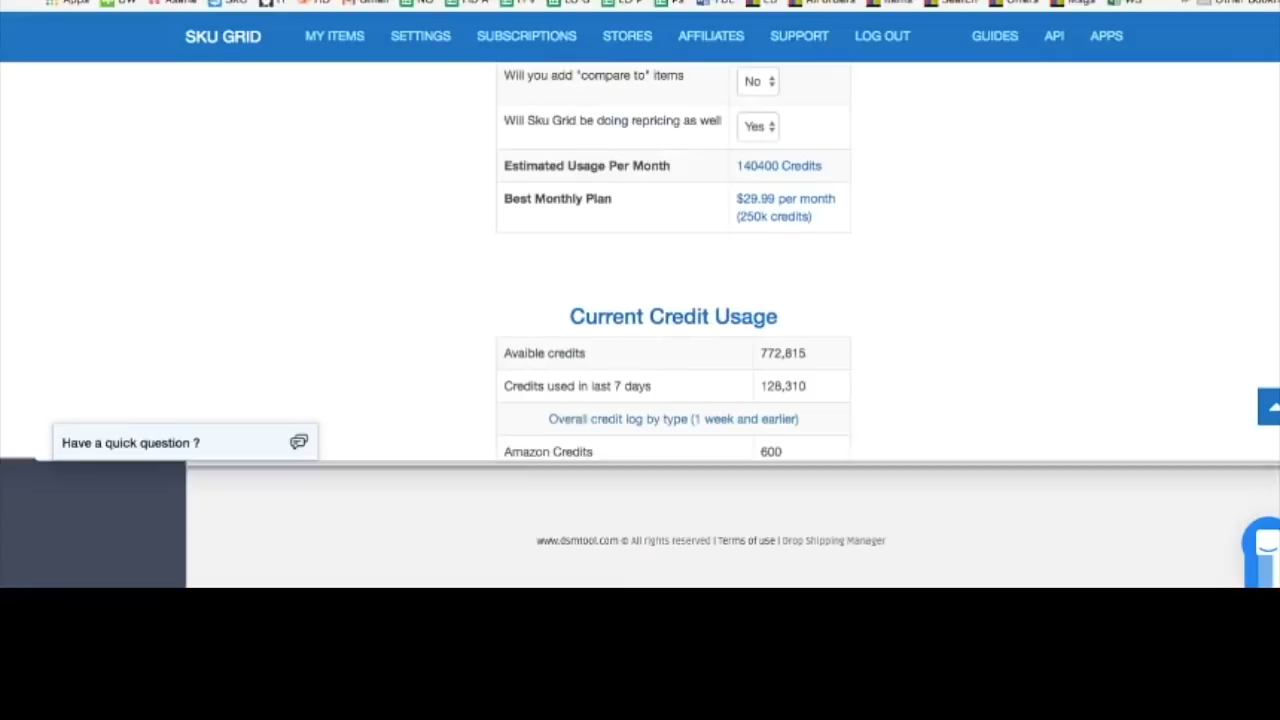 Apps
Gmail
SKU GRID MY ITEMS SETTINGS SUBSCRIPTIONS STORES AFFILIATES SUPPORT LOG OUT GUIDES API APPS
Will you add "compare to" items No
Will Sku Grid be doing repricing as well Yes
Estimated Usage Per Month 140400 Credits
Best Monthly Plan $29.99 per month
(250k credits)
Current Credit Usage
Avaible credits 772,815
Credits used in last 7 days 128,310
Overall credit log by type (1 week and earlier)
Have a quick question ?
Amazon Credits 600
www.dsmtool.com © All rights reserved | Terms of use | Drop Shipping Manager